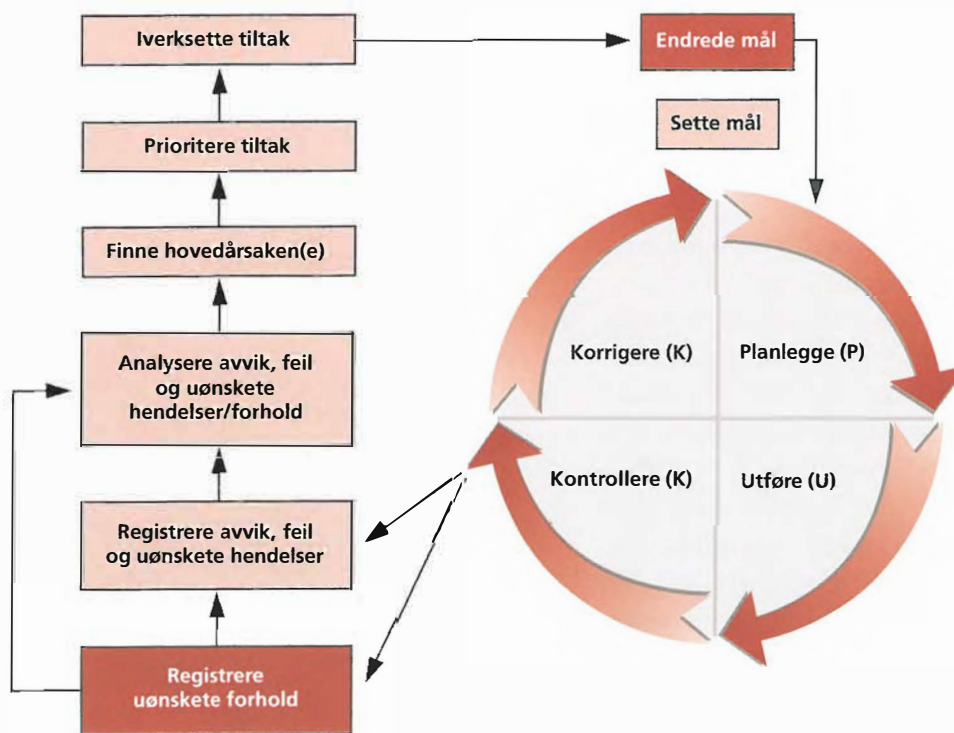 Iverksette tiltak
Endrede mål
Sette mål
Prioritere tiltak
Finne hovedårsaken(e)
Analysere avvik, feil
og uønskete
hendelser/forhold
Korrigere (K)
Planlegge (P)
Kontrollere (K)
Utføre (U)
Registrere avvik, feil
og uønskete hendelser
Registrere
uønskete forhold